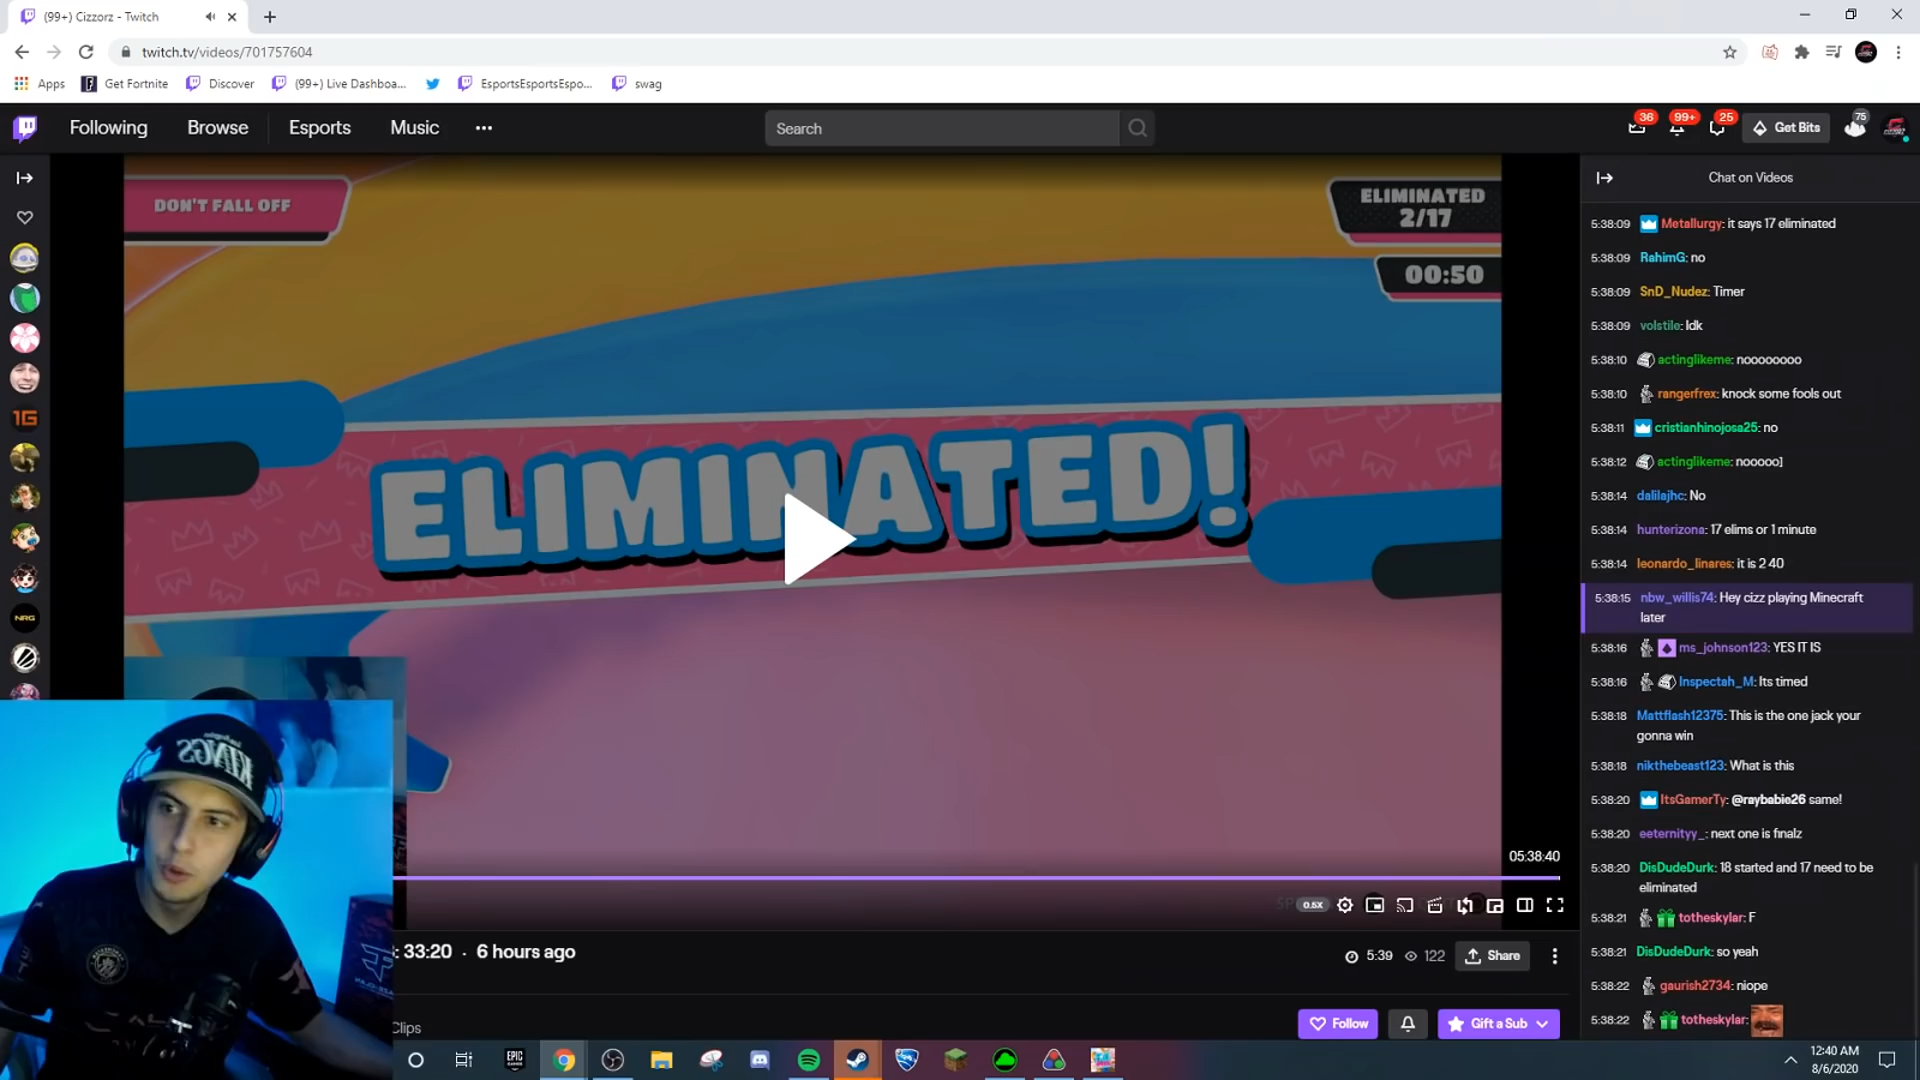 (99+) Cizzorz - Twitch
twitch.tv/videos/701757604
Apps
Get Fortnite
Discover
(99+) Live Dashboa...
EsportsEsportsEspo...
swag
Following
Browse
Esports
Music
Search
36
99+
25
Get Bits
75
DON'T FALL OFF
ELIMINATED
2/17
00:50
ELIMINATED!
1G
NRG
KINGS
05:38:40
0.5X
33:20 · 6 hours ago
5:39
122
Share
Clips
Follow
Gift a Sub
Chat on Videos
5:38:09 Metallurgy: it says 17 eliminated
5:38:09 RahimG: no
5:38:09 SnD_Nudez: Timer
5:38:09 volstile: Idk
5:38:10 actinglikeme: noooooooo
5:38:10 rangerfrex: knock some fools out
5:38:11 cristianhinojosa25: no
5:38:12 actinglikeme: nooooo]
5:38:14 dalilajhc: No
5:38:14 hunterizona: 17 elims or 1 minute
5:38:14 leonardo_linares: it is 2 40
5:38:15 nbw_willis74: Hey cizz playing Minecraft
later
5:38:16 ms_johnson123: YES IT IS
5:38:16 Inspectah_M: Its timed
5:38:18 Mattflash12375: This is the one jack your
gonna win
5:38:18 nikthebeast123: What is this
5:38:20 ItsGamerTy: @raybabie26 same!
5:38:20 eeternityy_: next one is finalz
5:38:20 DisDudeDurk: 18 started and 17 need to be
eliminated
5:38:21 totheskylar: F
5:38:21 DisDudeDurk: so yeah
5:38:22 gaurish2734: niope
5:38:22 totheskylar:
EPIC
GAMES
12:40 AM
8/6/2020